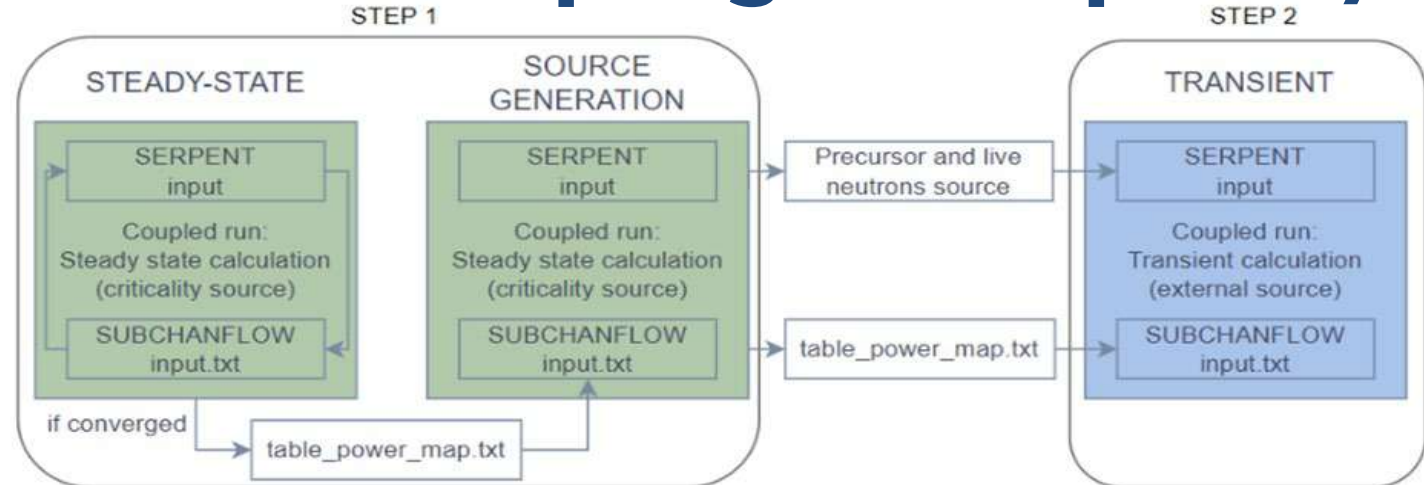 STEP 1
STEADY-STATE
SERPENT
input
Coupled run:
Steady state calculation
(criticality source)
SUBCHANFLOW
input.txt
if converged
table_power_map.txt
SOURCE
GENERATION
SERPENT
input
Coupled run:
Steady state calculation
(criticality source)
SUBCHANFLOW
input.txt
Precursor and live
neutrons source
table_power_map.txt
STEP 2
TRANSIENT
SERPENT
input
Coupled run:
Transient calculation
(external source)
SUBCHANFLOW
input.txt